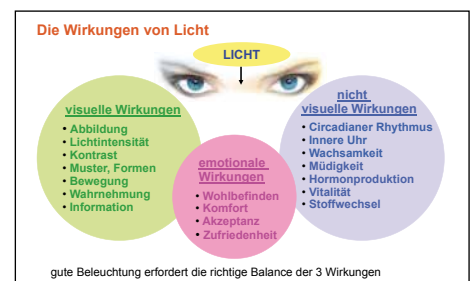 Die Wirkungen von Licht
LICHT
visuelle Wirkungen
• Abbildung
• Lichtintensität
• Kontrast
• Muster, Formen
• Bewegung
• Wahrnehmung
• Information
emotionale
Wirkungen
• Wohlbefinden
• Komfort
• Akzeptanz
• Zufriedenheit
nicht
visuelle Wirkungen
• Circadianer Rhythmus
• Innere Uhr
• Wachsamkeit
• Müdigkeit
• Hormonproduktion
• Vitalität
• Stoffwechsel
gute Beleuchtung erfordert die richtige Balance der 3 Wirkungen